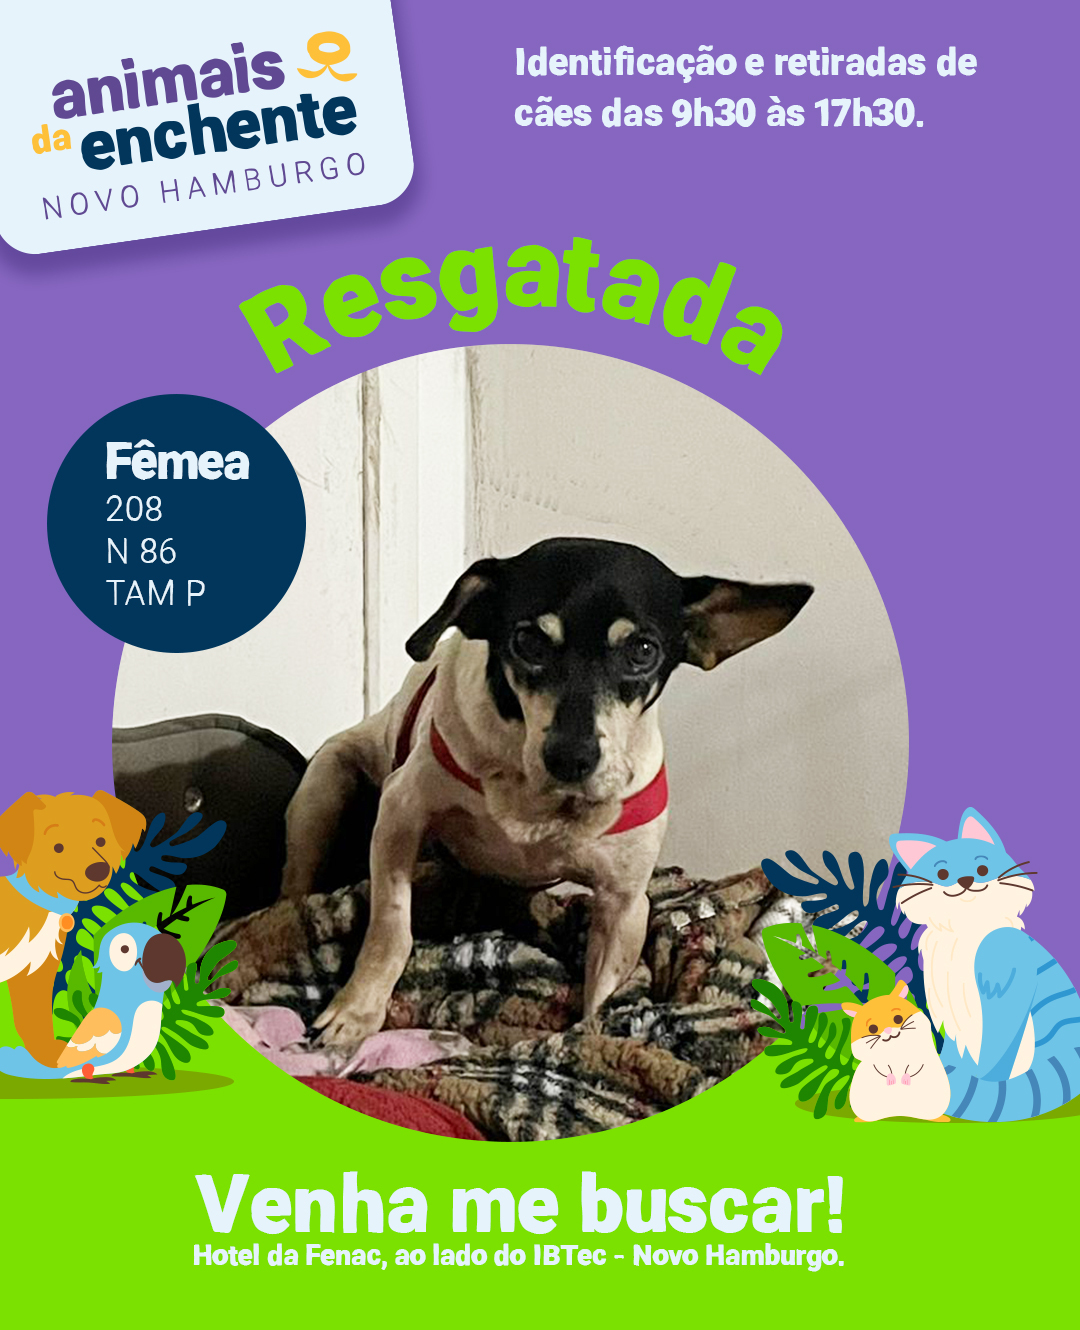 animais
da enchente
NOVO HAMBURGO
Identificação e retiradas de
cães das 9h30 às 17h30.
Resgatada
Fêmea
208
N 86
TAM P
Venha me buscar!
Hotel da Fenac, ao lado do IBTec - Novo Hamburgo.